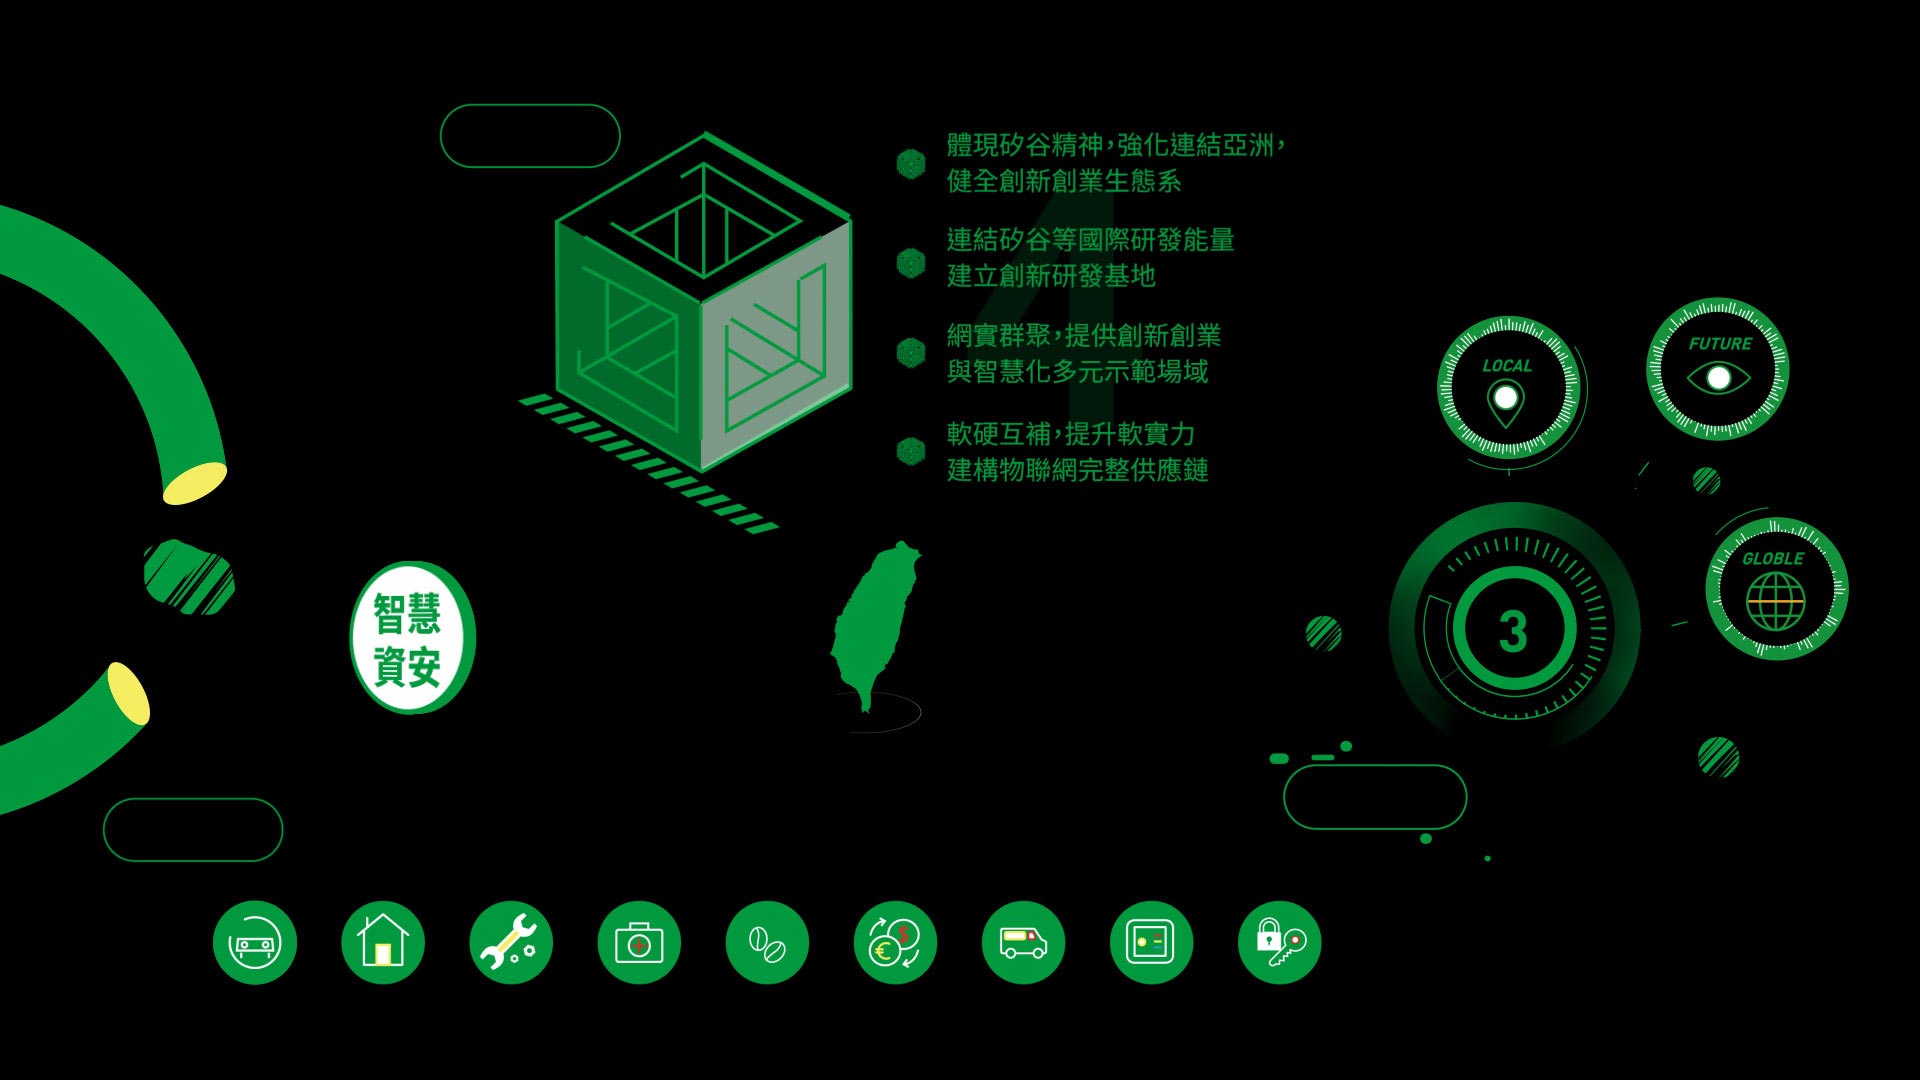 體現矽谷精神，強化連結亞洲，
健全創新創業生態系
連結矽谷等國際研發能量
建立創新研發基地
4
網實群聚，提供創新創業
與智慧化多元示範場域
軟硬互補，提升軟實力
建構物聯網完整供應鏈
LOCAL
FUTURE
GLOBLE
3
智慧
資安
$
€